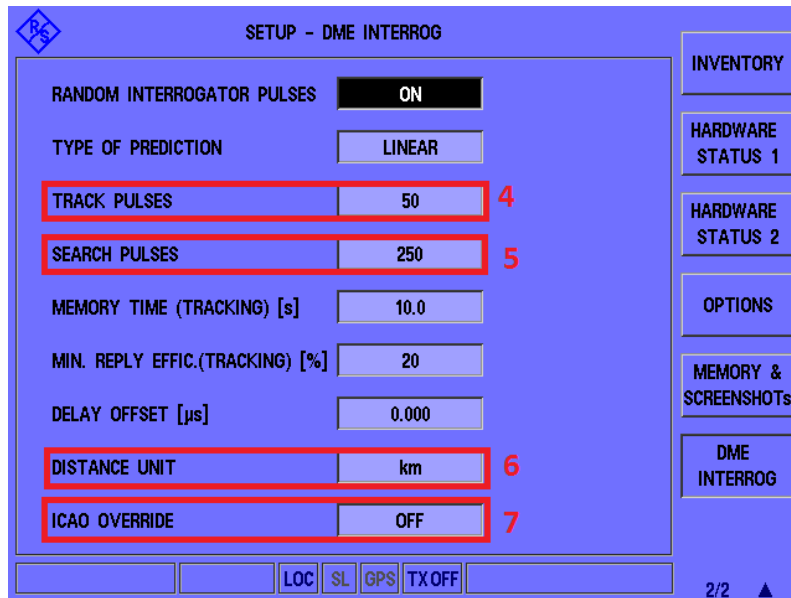 R&S
SETUP - DME INTERROG
RANDOM INTERROGATOR PULSES ON
TYPE OF PREDICTION LINEAR
TRACK PULSES 50 4
SEARCH PULSES 250 5
MEMORY TIME (TRACKING) [s] 10.0
MIN. REPLY EFFIC.(TRACKING) [%] 20
DELAY OFFSET [µs] 0.000
DISTANCE UNIT km 6
ICAO OVERRIDE OFF 7
LOC SL GPS TX OFF
INVENTORY
HARDWARE
STATUS 1
HARDWARE
STATUS 2
OPTIONS
MEMORY &
SCREENSHOTs
DME
INTERROG
2/2 ▲